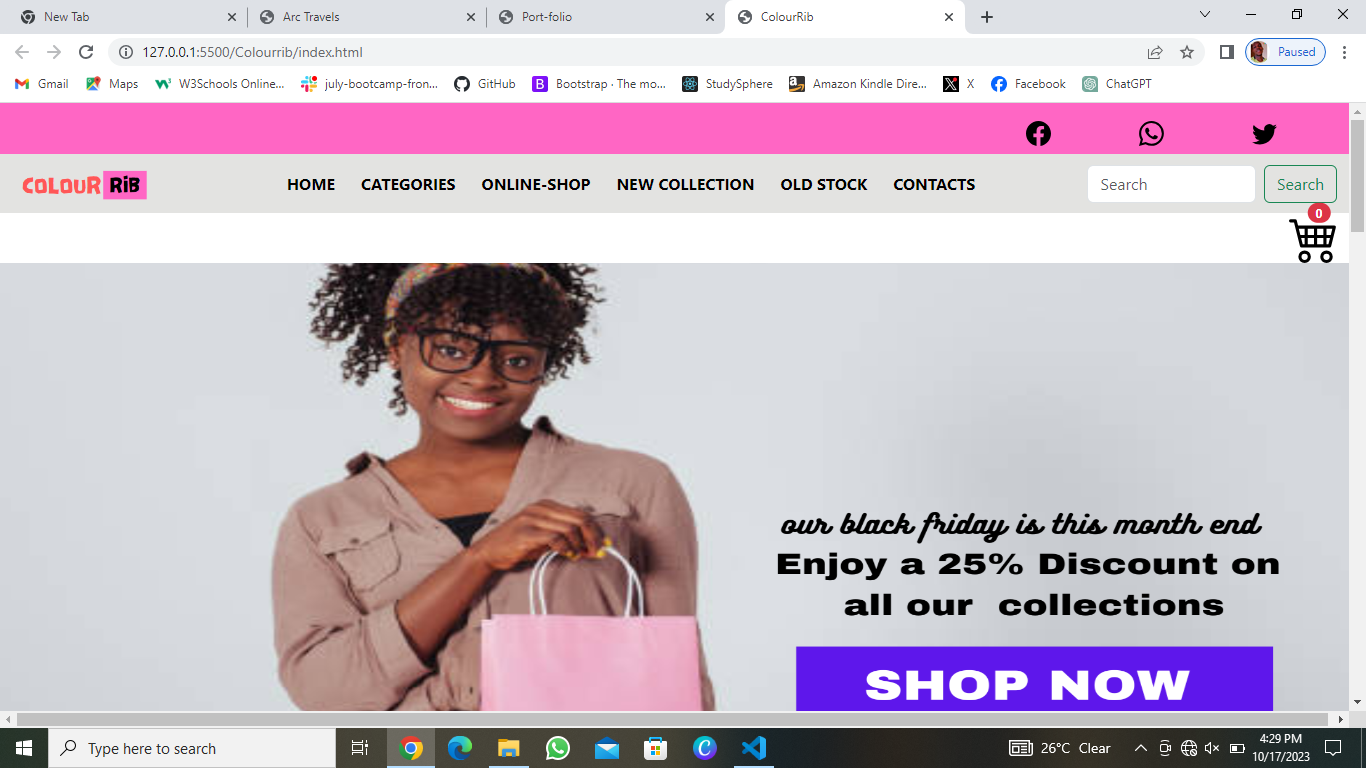 New Tab
Arc Travels
Port-folio
ColourRib
127.0.0.1:5500/Colourrib/index.html
Paused
Gmail
Maps
W3Schools Online...
july-bootcamp-fron...
GitHub
Bootstrap · The mo...
StudySphere
Amazon Kindle Dire...
X
Facebook
ChatGPT
COLOUR RiB
HOME
CATEGORIES
ONLINE-SHOP
NEW COLLECTION
OLD STOCK
CONTACTS
Search
Search
0
our black friday is this month end
Enjoy a 25% Discount on
all our collections
SHOP NOW
Type here to search
26°C Clear
4:29 PM
10/17/2023